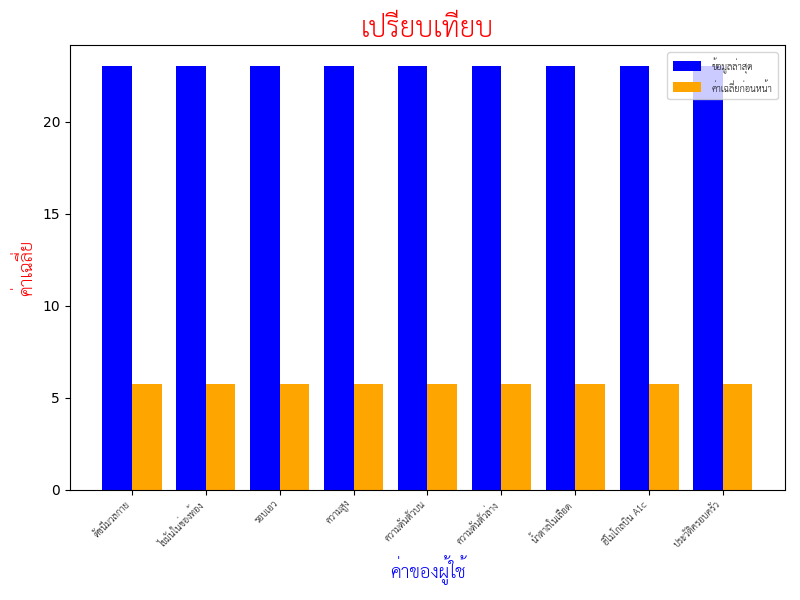 เปรียบเทียบ
ข้อมูลล่าสุด
ค่าเฉลี่ยก่อนหน้า
ค่าเฉลี่ย
20
15
10
5
0
ดัชนีมวลกาย
ไขมันในช่องท้อง
รอบเอว
ความสูง
ความดันตัวบน
ความดันตัวล่าง
น้ำตาลในเลือด
ฮีโมโกลบิน A1c
ประวัติครอบครัว
ค่าของผู้ใช้